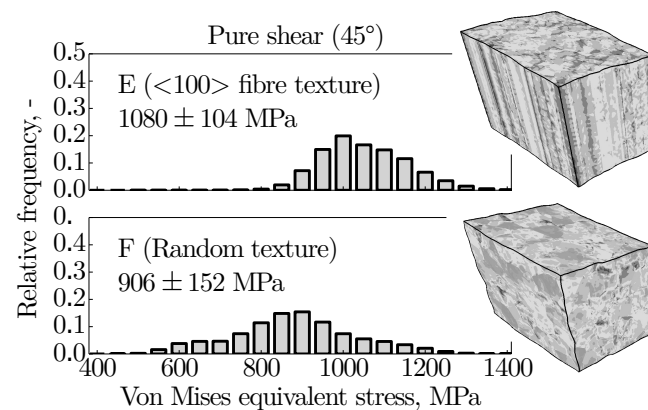 Pure shear (45°)
Relative frequency, -
0.5
0.4
0.3
0.2
0.1
0.0
E (<100> fibre texture)
1080 ± 104 MPa
0.
0.4
0.3
0.2
0.1
0.0
F (Random texture)
906 ± 152 MPa
400 600 800 1000 1200 1400
Von Mises equivalent stress, MPa